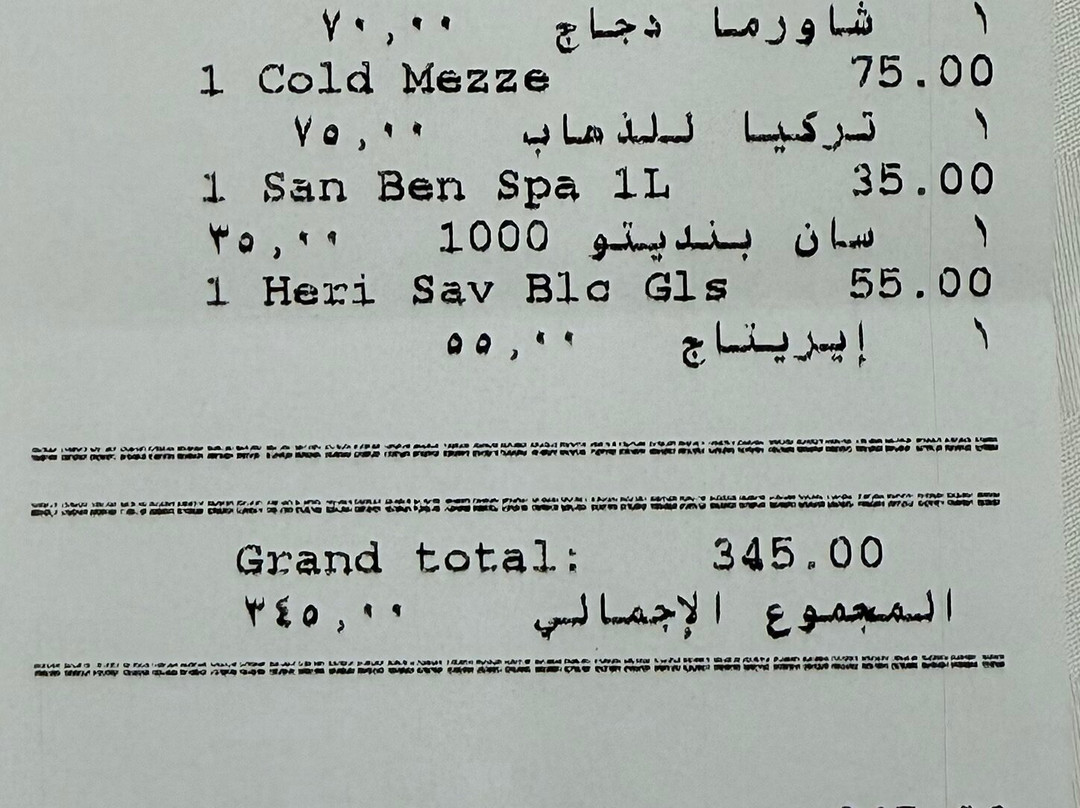 ١ شاورما دجاج ٧٠,٠٠
1 Cold Mezze 75.00
١ تركيا للذهاب ٧٥,٠٠
1 San Ben Spa 1L 35.00
١ سان بنديتو 1000 ٣٥,٠٠
1 Heri Sav Blc Gls 55.00
١ إيريتاج ٥٥,٠٠
Grand total: 345.00
المجموع الإجمالي ٣٤٥,٠٠